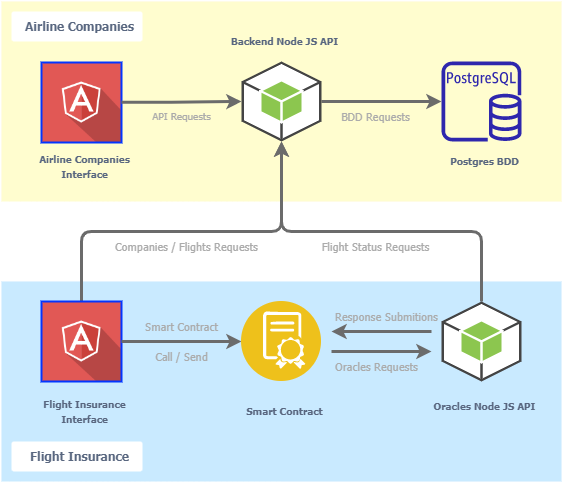 Airline Companies
Backend Node JS API
PostgreSQL
API Requests
BDD Requests
Airline Companies
Interface
Postgres BDD
Companies / Flights Requests
Flight Status Requests
Smart Contract
Call / Send
Response Submitions
Oracles Requests
Flight Insurance
Interface
Smart Contract
Oracles Node JS API
Flight Insurance